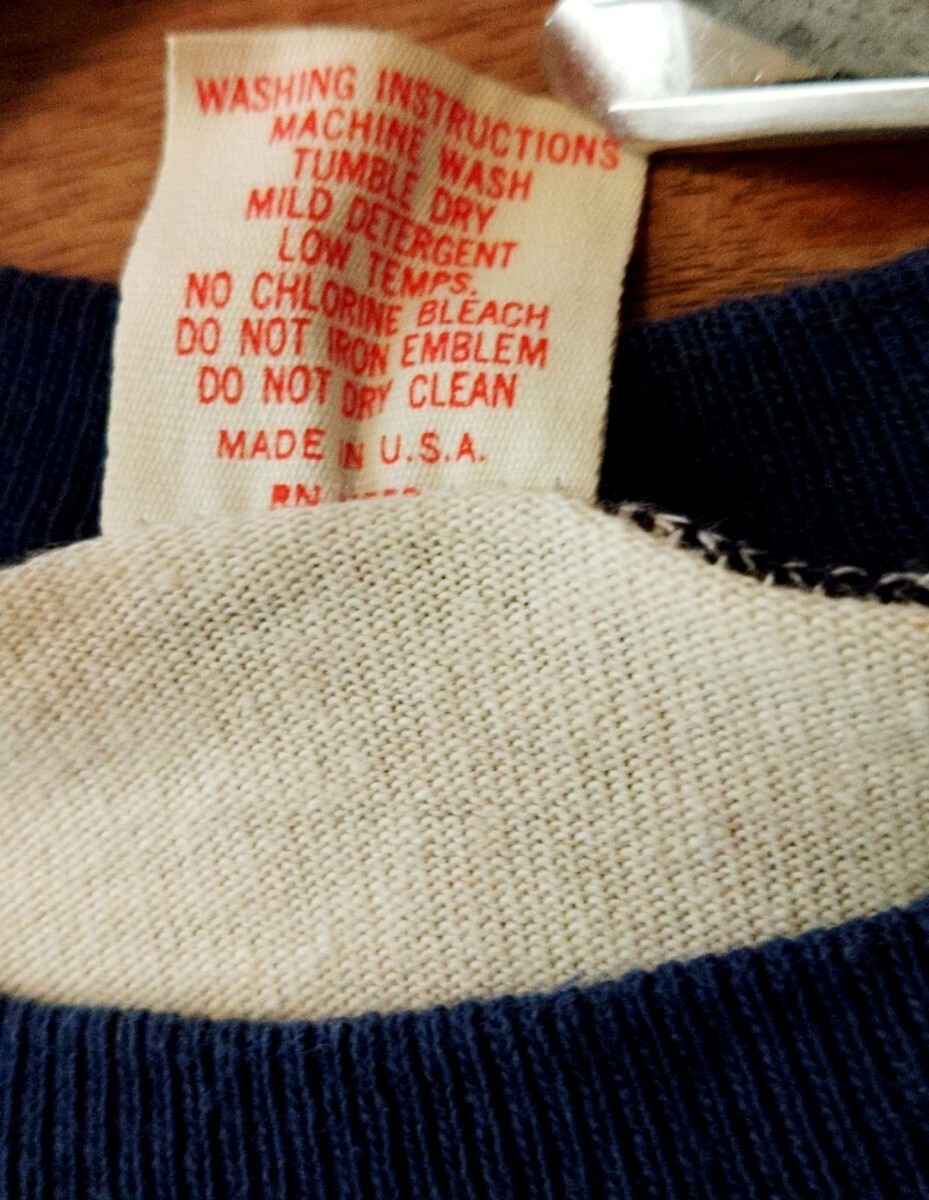 WASHING INSTRUCTIONS
MACHINE WASH
TUMBLE DRY
MILD DETERGENT
LOW TEMPS.
NO CHLORINE BLEACH
DO NOT IRON EMBLEM
DO NOT DRY CLEAN
MADE IN U.S.A.
RN